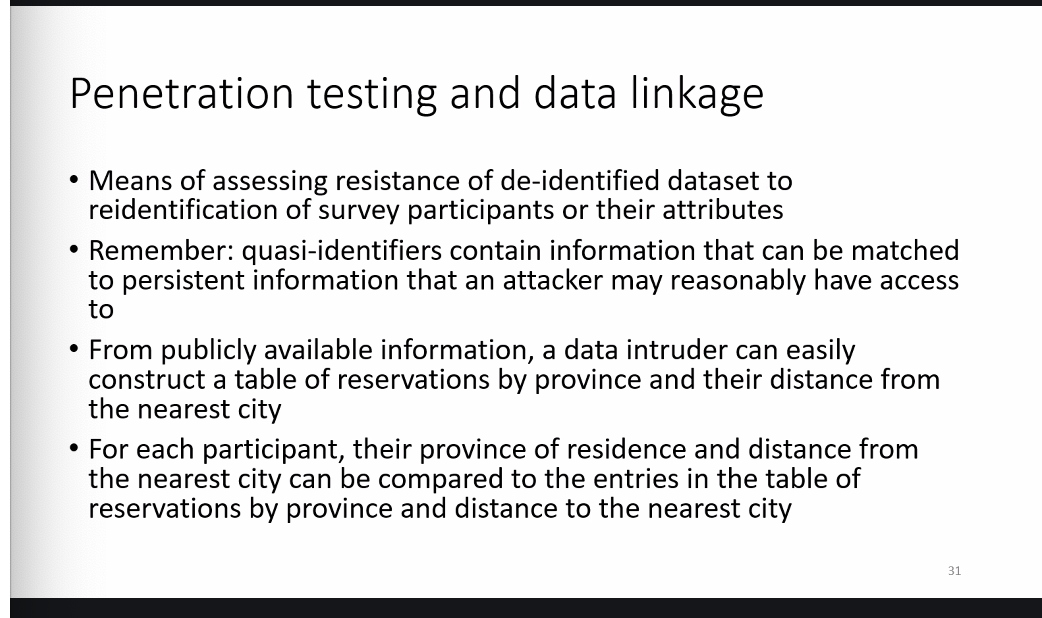 Penetration testing and data linkage
• Means of assessing resistance of de-identified dataset to
reidentification of survey participants or their attributes
• Remember: quasi-identifiers contain information that can be matched
to persistent information that an attacker may reasonably have access
to
• From publicly available information, a data intruder can easily
construct a table of reservations by province and their distance from
the nearest city
• For each participant, their province of residence and distance from
the nearest city can be compared to the entries in the table of
reservations by province and distance to the nearest city
31